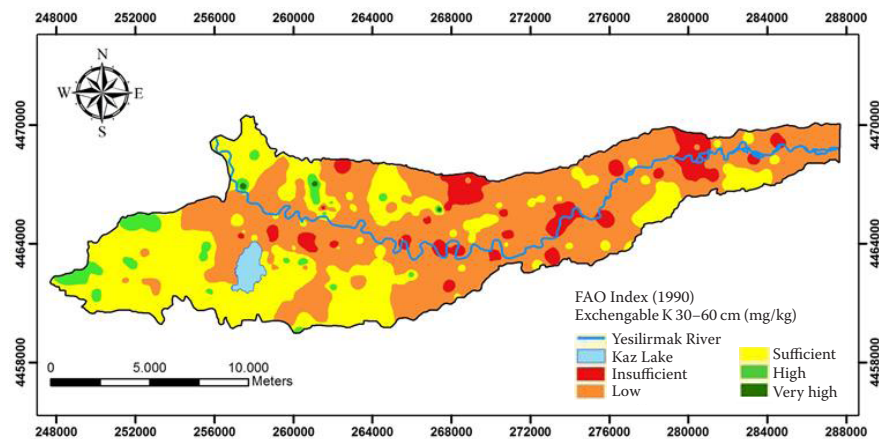 248000 252000 256000 260000 264000 268000 272000 276000 280000 284000 288000
N
W E
S
4470000 4470000
4464000 4464000
4458000 4458000
FAO Index (1990)
Exchengable K 30–60 cm (mg/kg)
Yesilirmak River
Kaz Lake
Insufficient
Low
Sufficient
High
Very high
0 5.000 10.000
Meters
248000 252000 256000 260000 264000 268000 272000 276000 280000 284000 288000